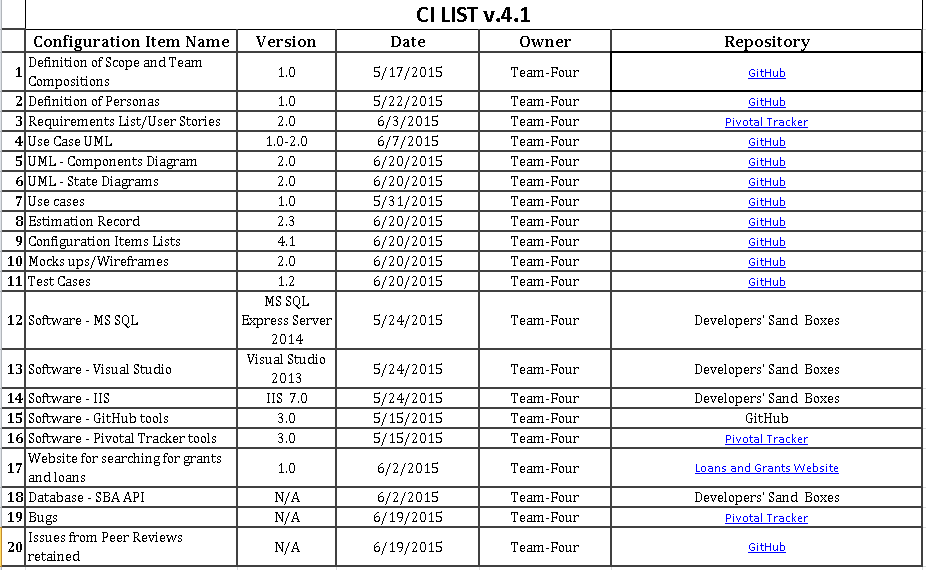 CI LIST v.4.1
Configuration Item Name Version Date Owner Repository
1 Definition of Scope and Team Compositions 1.0 5/17/2015 Team-Four GitHub
2 Definition of Personas 1.0 5/22/2015 Team-Four GitHub
3 Requirements List/User Stories 2.0 6/3/2015 Team-Four Pivotal Tracker
4 Use Case UML 1.0-2.0 6/7/2015 Team-Four GitHub
5 UML - Components Diagram 2.0 6/20/2015 Team-Four GitHub
6 UML - State Diagrams 2.0 6/20/2015 Team-Four GitHub
7 Use cases 1.0 5/31/2015 Team-Four GitHub
8 Estimation Record 2.3 6/20/2015 Team-Four GitHub
9 Configuration Items Lists 4.1 6/20/2015 Team-Four GitHub
10 Mocks ups/Wireframes 2.0 6/20/2015 Team-Four GitHub
11 Test Cases 1.2 6/20/2015 Team-Four GitHub
12 Software - MS SQL MS SQL Express Server 2014 5/24/2015 Team-Four Developers' Sand Boxes
13 Software - Visual Studio Visual Studio 2013 5/24/2015 Team-Four Developers' Sand Boxes
14 Software - IIS IIS 7.0 5/24/2015 Team-Four Developers' Sand Boxes
15 Software - GitHub tools 3.0 5/15/2015 Team-Four GitHub
16 Software - Pivotal Tracker tools 3.0 5/15/2015 Team-Four Pivotal Tracker
17 Website for searching for grants and loans 1.0 6/2/2015 Team-Four Loans and Grants Website
18 Database - SBA API N/A 6/2/2015 Team-Four Developers' Sand Boxes
19 Bugs N/A 6/19/2015 Team-Four Pivotal Tracker
20 Issues from Peer Reviews retained N/A 6/19/2015 Team-Four GitHub